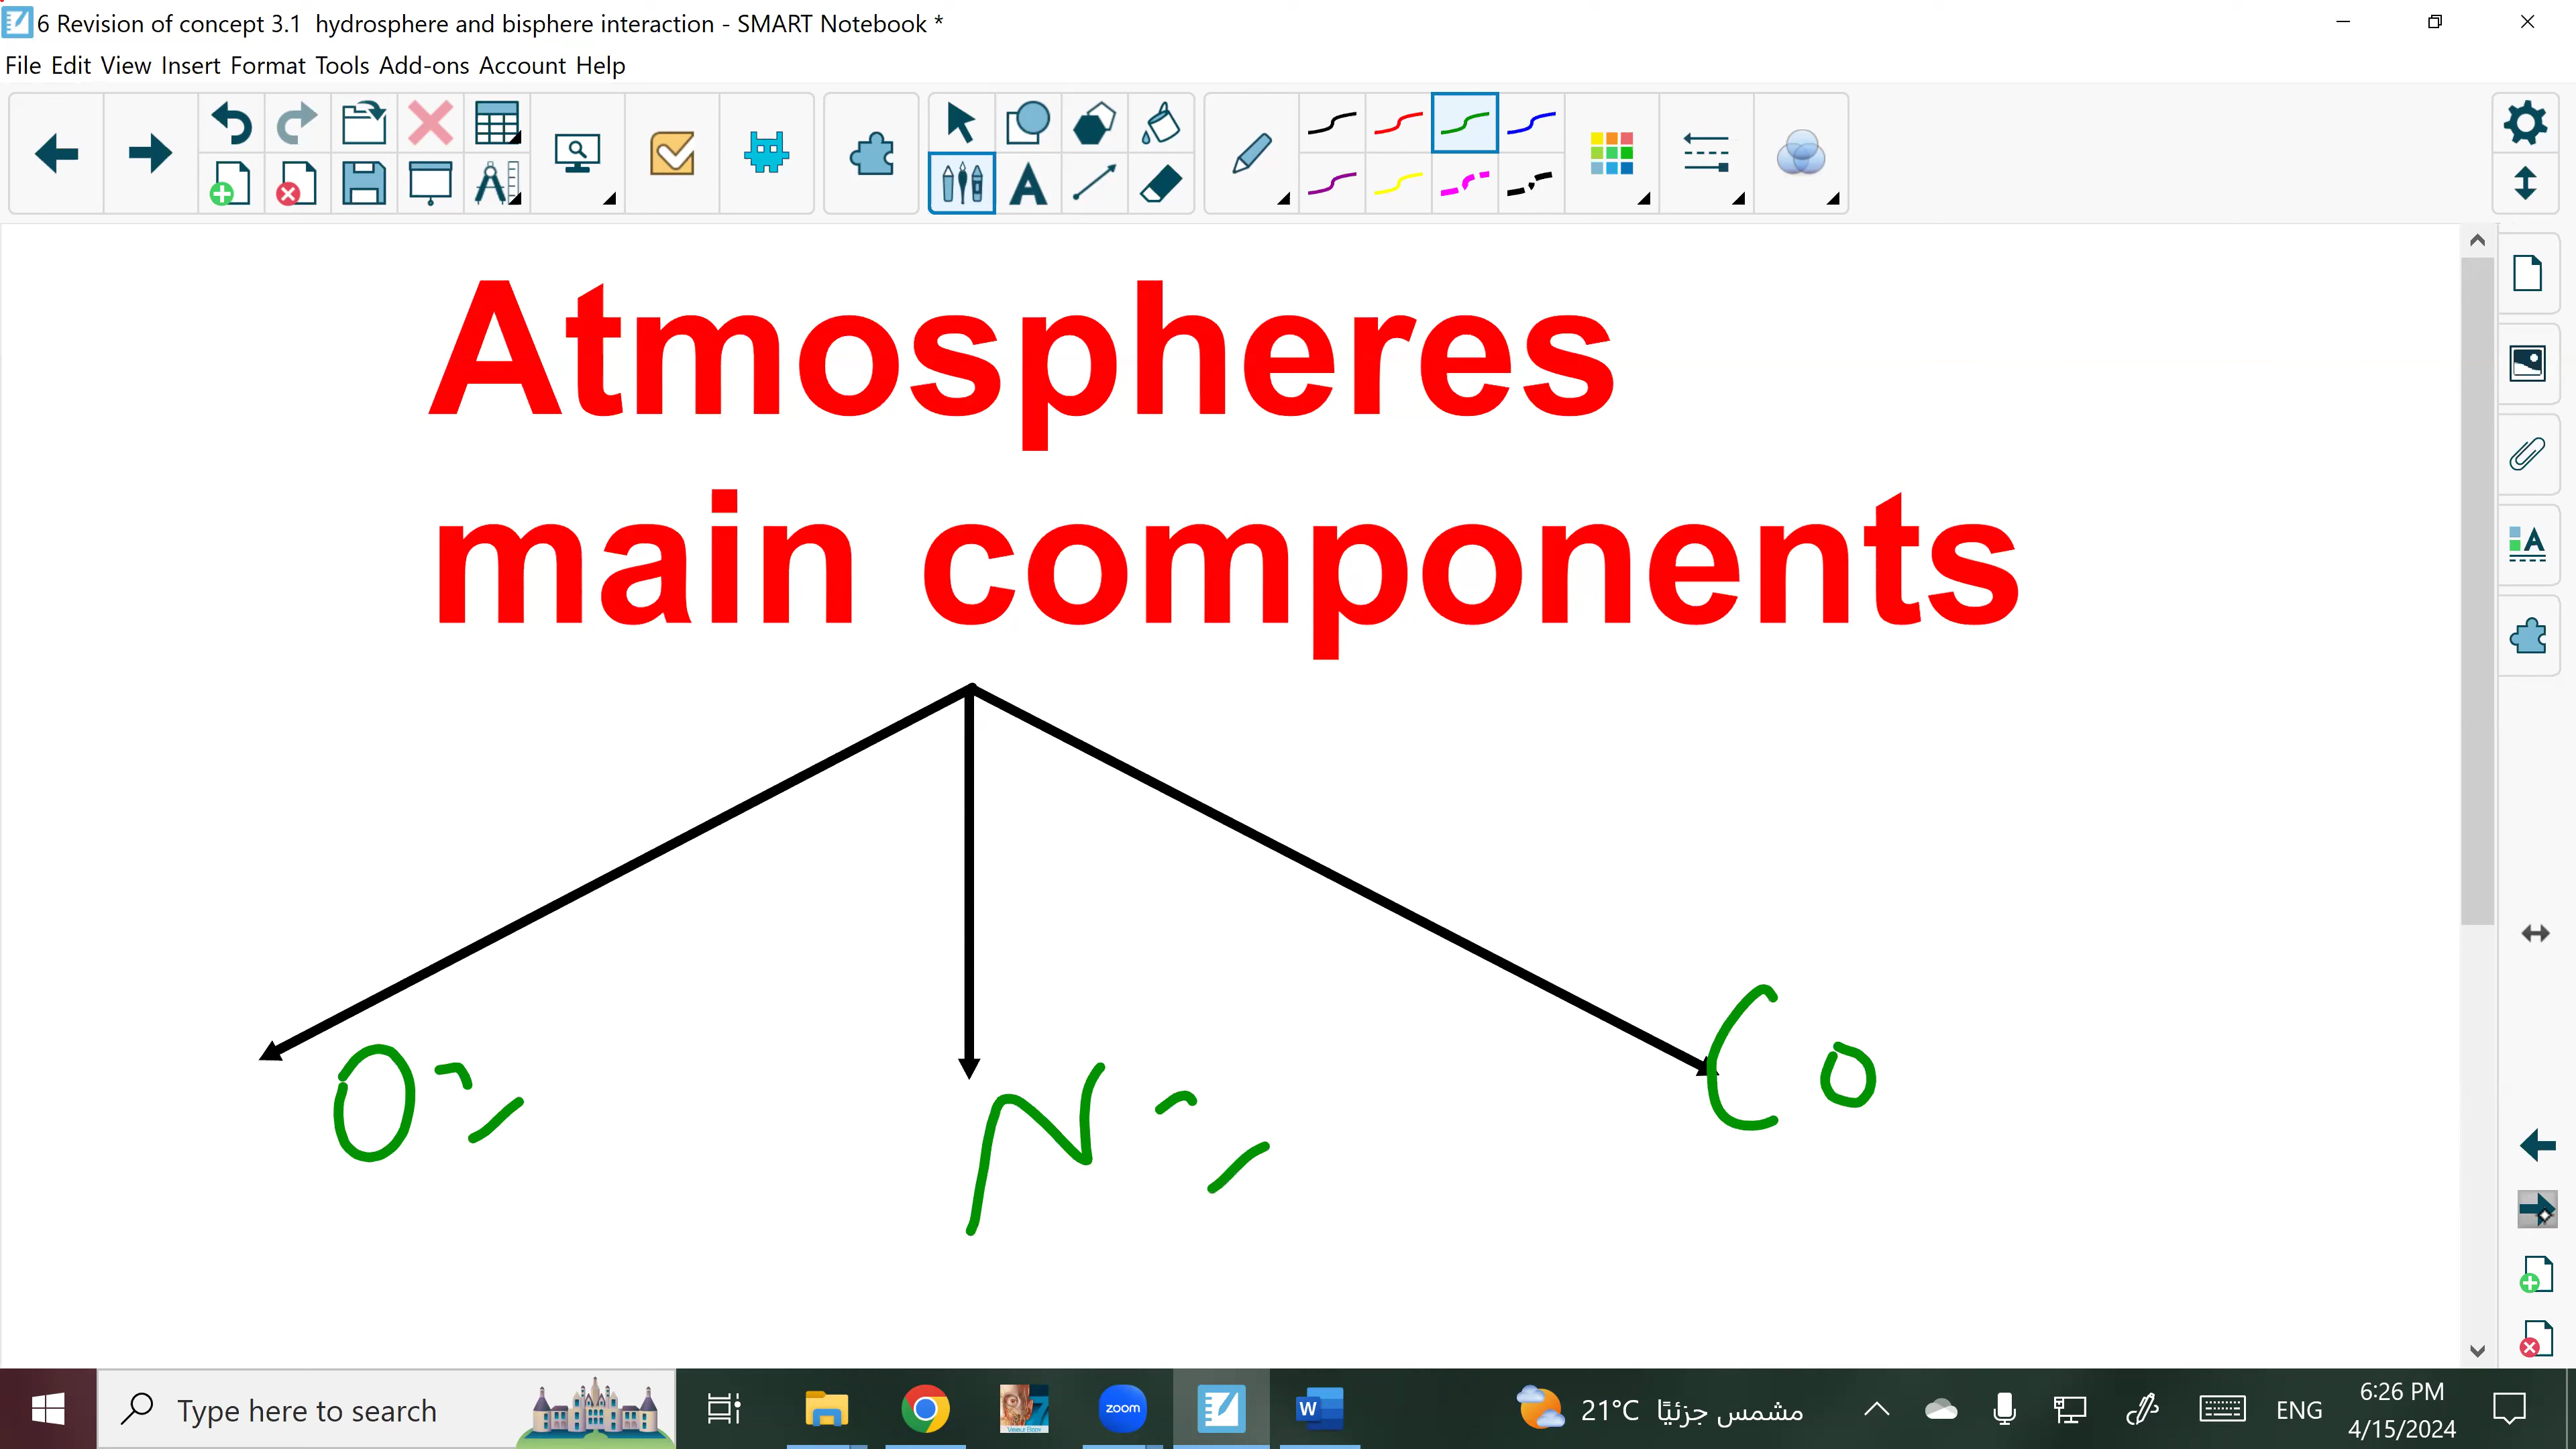 6 Revision of concept 3.1 hydrosphere and bisphere interaction - SMART Notebook *
File Edit View Insert Format Tools Add-ons Account Help
Atmospheres
main components
O2
N2
CO
Type here to search
zoom
W
21°C مشمس جزئيًا
ENG
6:26 PM
4/15/2024